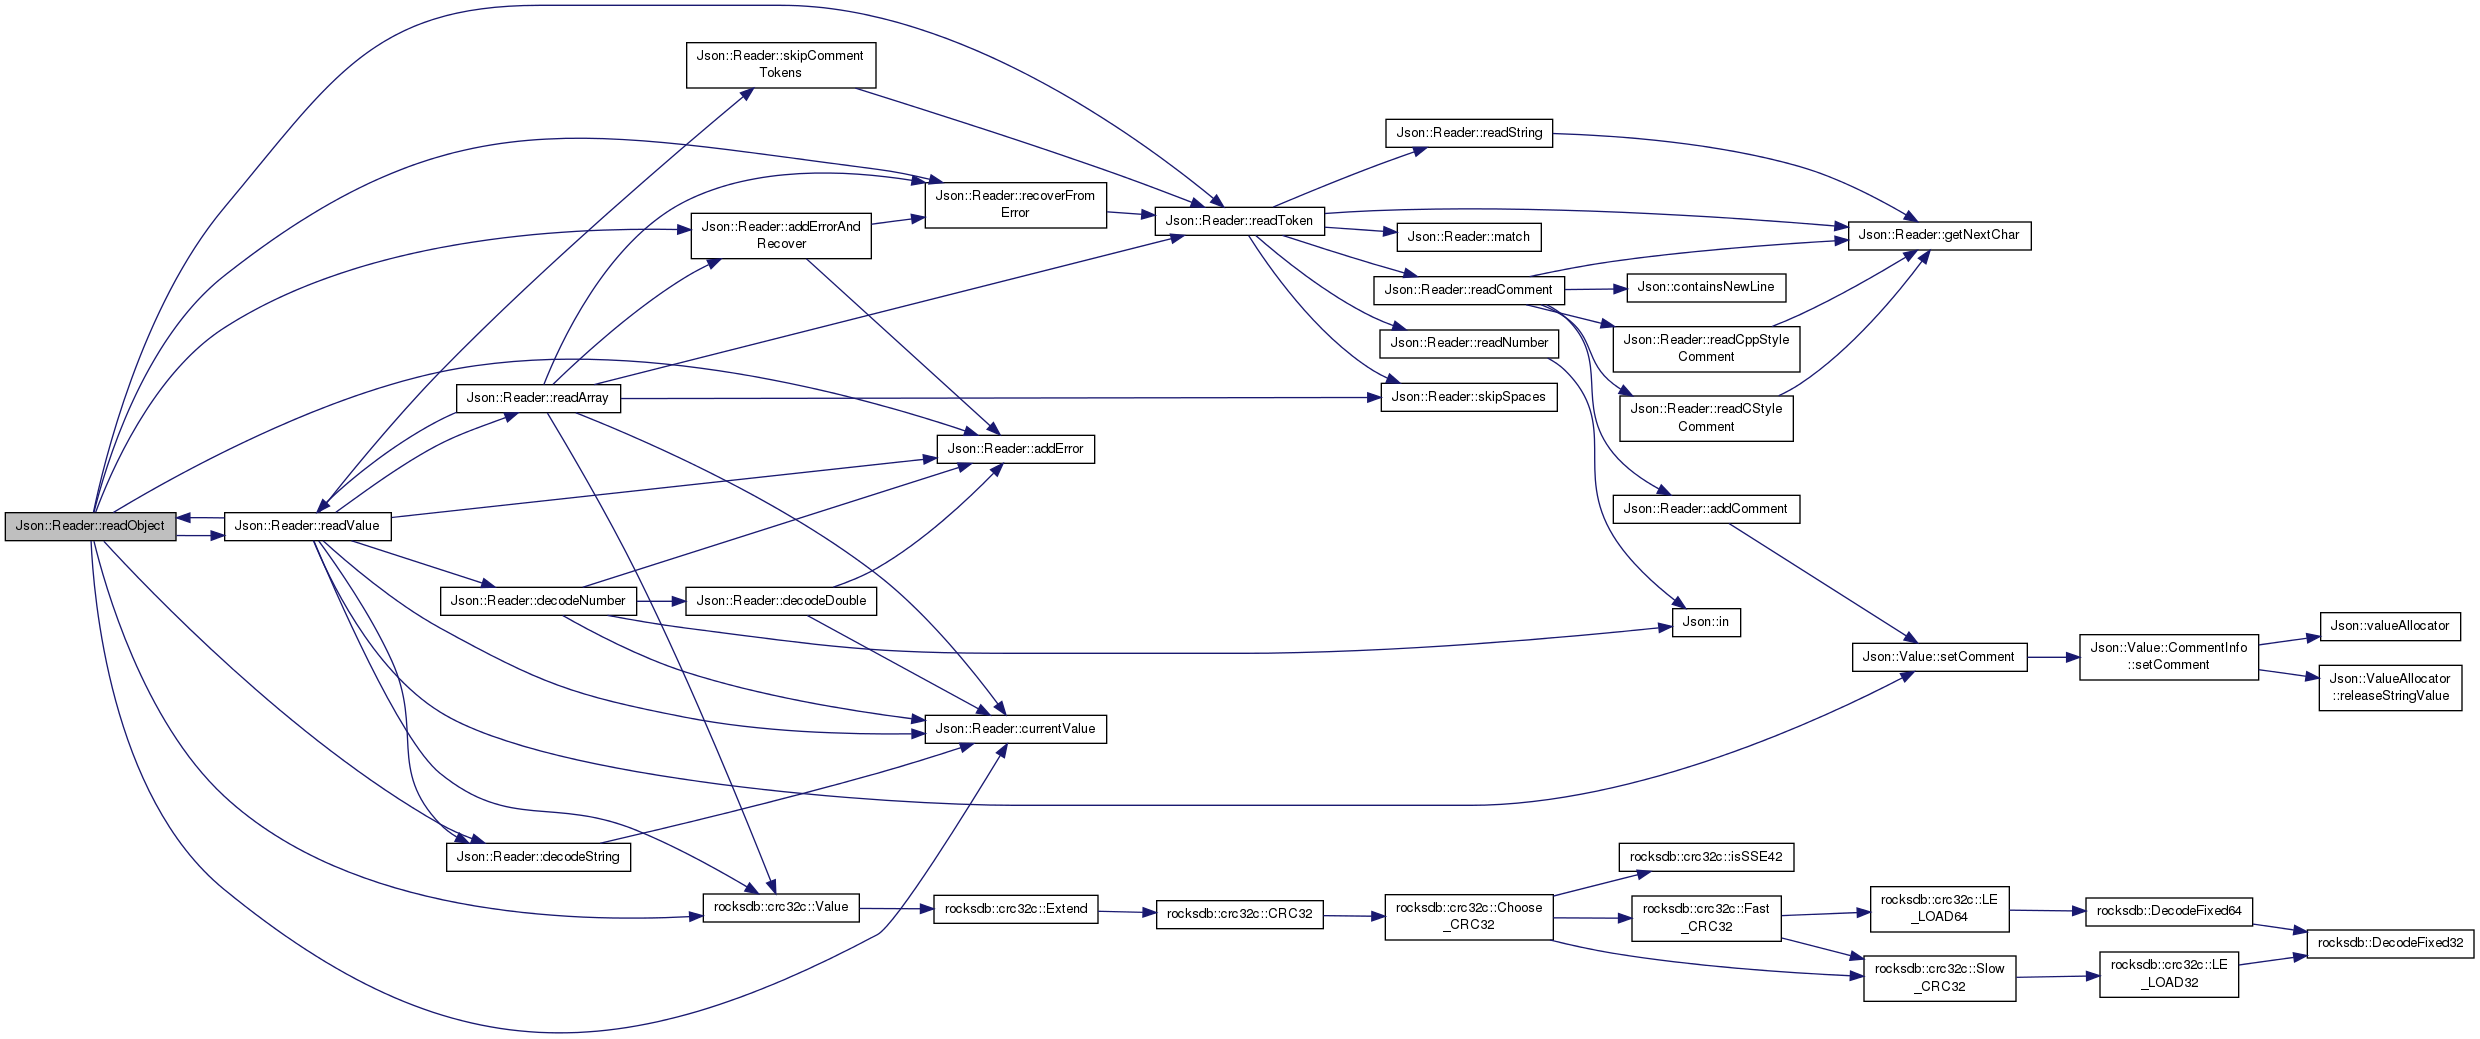 Json::Reader::readObject
Json::Reader::readValue
Json::Reader::skipComment
Tokens
Json::Reader::addErrorAnd
Recover
Json::Reader::readArray
Json::Reader::decodeNumber
Json::Reader::decodeDouble
Json::Reader::decodeString
rocksdb::crc32c::Value
Json::Reader::recoverFrom
Error
Json::Reader::addError
Json::Reader::currentValue
rocksdb::crc32c::Extend
Json::Reader::readToken
rocksdb::crc32c::CRC32
Json::Reader::readString
Json::Reader::match
Json::Reader::readComment
Json::Reader::readNumber
Json::Reader::skipSpaces
rocksdb::crc32c::Choose
_CRC32
Json::containsNewLine
Json::Reader::readCppStyle
Comment
Json::Reader::readCStyle
Comment
Json::Reader::addComment
Json::in
rocksdb::crc32c::isSSE42
rocksdb::crc32c::Fast
_CRC32
Json::Reader::getNextChar
Json::Value::setComment
rocksdb::crc32c::LE
_LOAD64
rocksdb::crc32c::Slow
_CRC32
Json::Value::CommentInfo
::setComment
rocksdb::DecodeFixed64
rocksdb::crc32c::LE
_LOAD32
Json::valueAllocator
Json::ValueAllocator
::releaseStringValue
rocksdb::DecodeFixed32